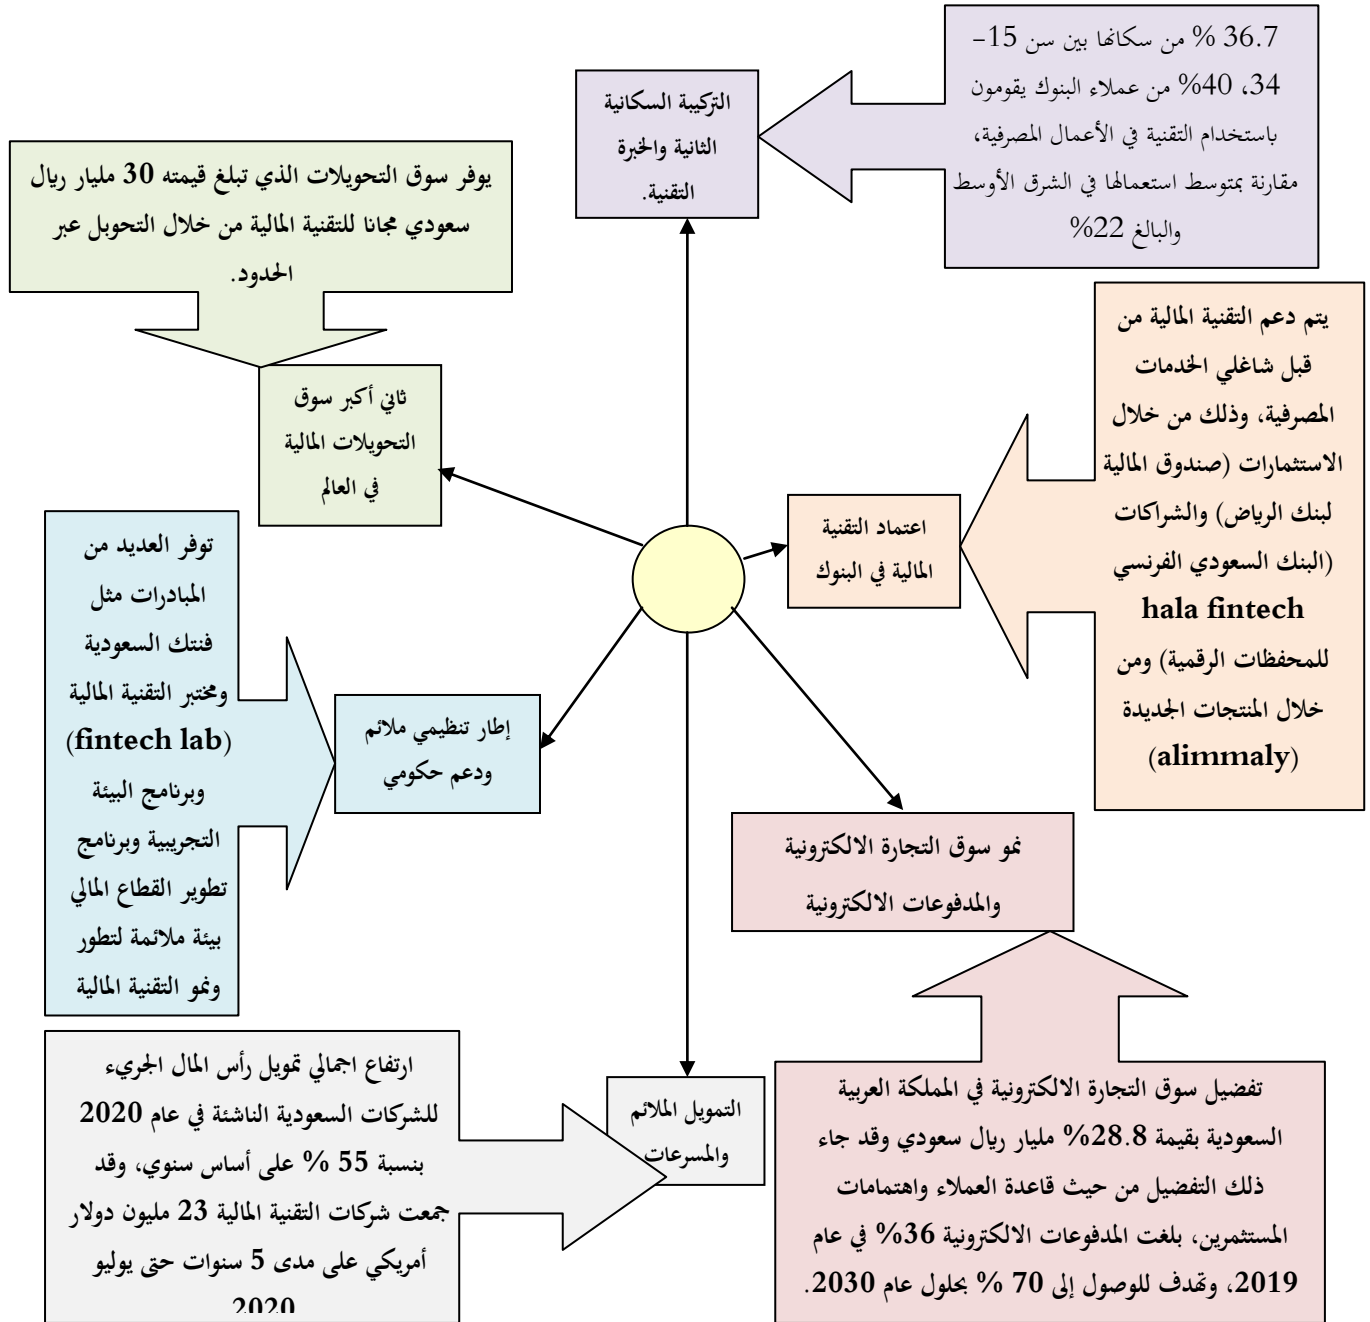 36.7 % من سكانها بين سن 15–
34، 40% من عملاء البنوك يقومون
باستخدام التقنية في الأعمال المصرفية،
مقارنة بمتوسط استعمالها في الشرق الأوسط
والبالغ 22%
التركيبة السكانية
الثانية والخبرة
التقنية.
يوفر سوق التحويلات الذي تبلغ قيمته 30 مليار ريال
سعودي مجانا للتقنية المالية من خلال التحوبل عبر
الحدود.
ثاني أكبر سوق
التحويلات المالية
في العالم
يتم دعم التقنية المالية من
قبل شاغلي الخدمات
المصرفية، وذلك من خلال
الاستثمارات (صندوق المالية
لبنك الرياض) والشراكات
(البنك السعودي الفرنسي
hala fintech
للمحفظات الرقمية) ومن
خلال المنتجات الجديدة
(alimmaly)
اعتماد التقنية
المالية في البنوك
توفر العديد من
المبادرات مثل
فنتك السعودية
ومختبر التقنية المالية
(fintech lab)
وبرنامج البيئة
التجريبية وبرنامج
تطوير القطاع المالي
بيئة ملائمة لتطور
ونمو التقنية المالية
إطار تنظيمي ملائم
ودعم حكومي
نمو سوق التجارة الالكترونية
والمدفوعات الالكترونية
تفضيل سوق التجارة الالكترونية في المملكة العربية
السعودية بقيمة 28.8% مليار ريال سعودي وقد جاء
ذلك التفضيل من حيث قاعدة العملاء واهتمامات
المستثمرين، بلغت المدفوعات الالكترونية 36% في عام
2019، وتهدف للوصول إلى 70 % بحلول عام 2030.
التمويل الملائم
والمسرعات
ارتفاع اجمالي تمويل رأس المال الجريء
للشركات السعودية الناشئة في عام 2020
بنسبة 55 % على أساس سنوي، وقد
جمعت شركات التقنية المالية 23 مليون دولار
أمريكي على مدى 5 سنوات حتى يوليو
2020